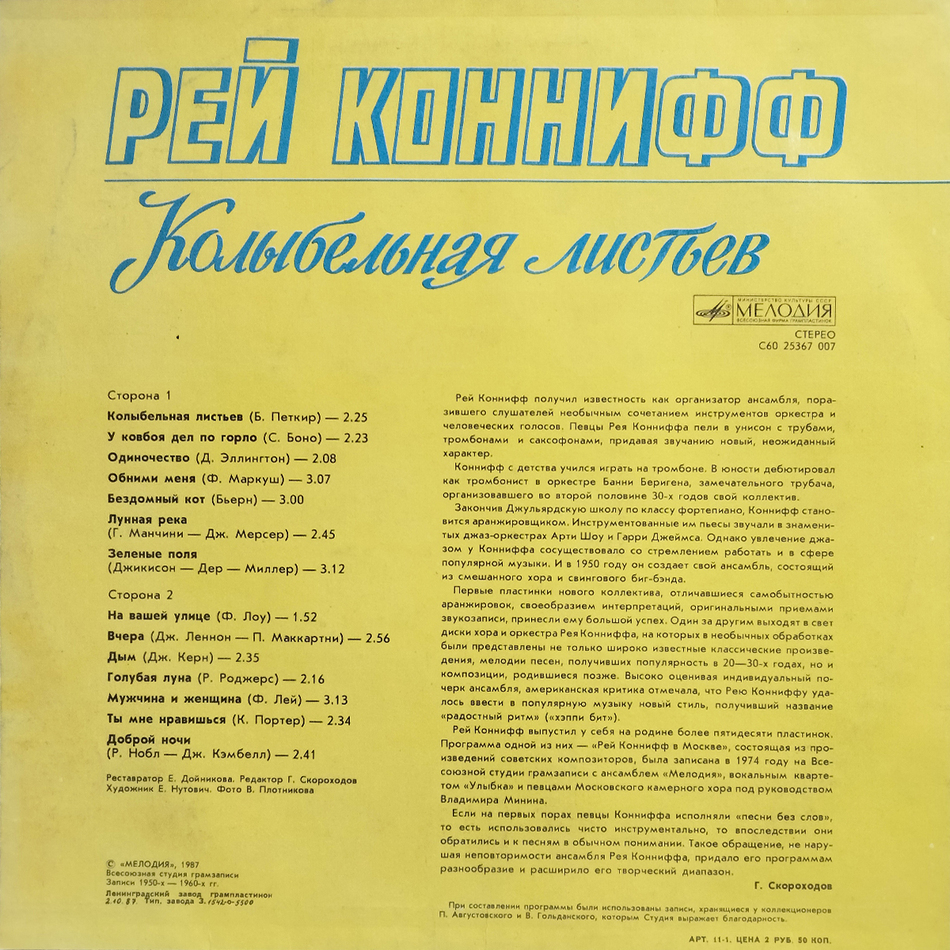 РЕЙ КОННИФФ
Колыбельная листьев
МИНИСТЕРСТВО КУЛЬТУРЫ СССР
МЕЛОДИЯ
ВСЕСОЮЗНАЯ ФИРМА ГРАМПЛАСТИНОК
СТЕРЕО
С60 25367 007
Сторона 1
Колыбельная листьев (Б. Петкир) — 2.25
У ковбоя дел по горло (С. Боно) — 2.23
Одиночество (Д. Эллингтон) — 2.08
Обними меня (Ф. Маркуш) — 3.07
Бездомный кот (Бьерн) — 3.00
Лунная река
(Г. Манчини — Дж. Мерсер) — 2.45
Зеленые поля
(Джикисон — Дер — Миллер) — 3.12
Сторона 2
На вашей улице (Ф. Лоу) — 1.52
Вчера (Дж. Леннон — П. Маккартни) — 2.56
Дым (Дж. Керн) — 2.35
Голубая луна (Р. Роджерс) — 2.16
Мужчина и женщина (Ф. Лей) — 3.13
Ты мне нравишься (К. Портер) — 2.34
Доброй ночи
(Р. Нобл — Дж. Кэмбелл) — 2.41
Реставратор Е. Дойникова. Редактор Г. Скороходов
Художник Е. Нутович. Фото В. Плотникова
© «МЕЛОДИЯ», 1987
Всесоюзная студия грамзаписи
Записи 1950-х — 1960-х гг.
Ленинградский завод грампластинок
2.10.87. Тип. завода З. 1542-0-5500
Рей Коннифф получил известность как организатор ансамбля, пора-
зившего слушателей необычным сочетанием инструментов оркестра и
человеческих голосов. Певцы Рея Конниффа пели в унисон с трубами,
тромбонами и саксофонами, придавая звучанию новый, неожиданный
характер.
Коннифф с детства учился играть на тромбоне. В юности дебютировал
как тромбонист в оркестре Банни Беригена, замечательного трубача,
организовавшего во второй половине 30-х годов свой коллектив.
Закончив Джульярдскую школу по классу фортепиано, Коннифф стано-
вится аранжировщиком. Инструментованные им пьесы звучали в знамени-
тых джаз-оркестрах Арти Шоу и Гарри Джеймса. Однако увлечение джа-
зом у Конниффа сосуществовало со стремлением работать и в сфере
популярной музыки. И в 1950 году он создает свой ансамбль, состоящий
из смешанного хора и свингового биг-бэнда.
Первые пластинки нового коллектива, отличавшиеся самобытностью
аранжировок, своеобразием интерпретаций, оригинальными приемами
звукозаписи, принесли ему большой успех. Один за другим выходят в свет
диски хора и оркестра Рея Конниффа, на которых в необычных обработках
были представлены не только широко известные классические произве-
дения, мелодии песен, получивших популярность в 20—30-х годах, но и
композиции, родившиеся позже. Высоко оценивая индивидуальный по-
черк ансамбля, американская критика отмечала, что Рею Конниффу уда-
лось ввести в популярную музыку новый стиль, получивший название
«радостный ритм» («хэппи бит»).
Рей Коннифф выпустил у себя на родине более пятидесяти пластинок.
Программа одной из них — «Рей Коннифф в Москве», состоящая из про-
изведений советских композиторов, была записана в 1974 году на Все-
союзной студии грамзаписи с ансамблем «Мелодия», вокальным кварте-
том «Улыбка» и певцами Московского камерного хора под руководством
Владимира Минина.
Если на первых порах певцы Конниффа исполняли «песни без слов»,
то есть использовались чисто инструментально, то впоследствии они
обратились и к песням в обычном понимании. Такое обращение, не нару-
шая неповторимости ансамбля Рея Конниффа, придало его программам
разнообразие и расширило его творческий диапазон.
Г. Скороходов
При составлении программы были использованы записи, хранящиеся у коллекционеров
П. Августовского и В. Гольданского, которым Студия выражает благодарность.
АРТ. 11-1. ЦЕНА 2 РУБ. 50 КОП.